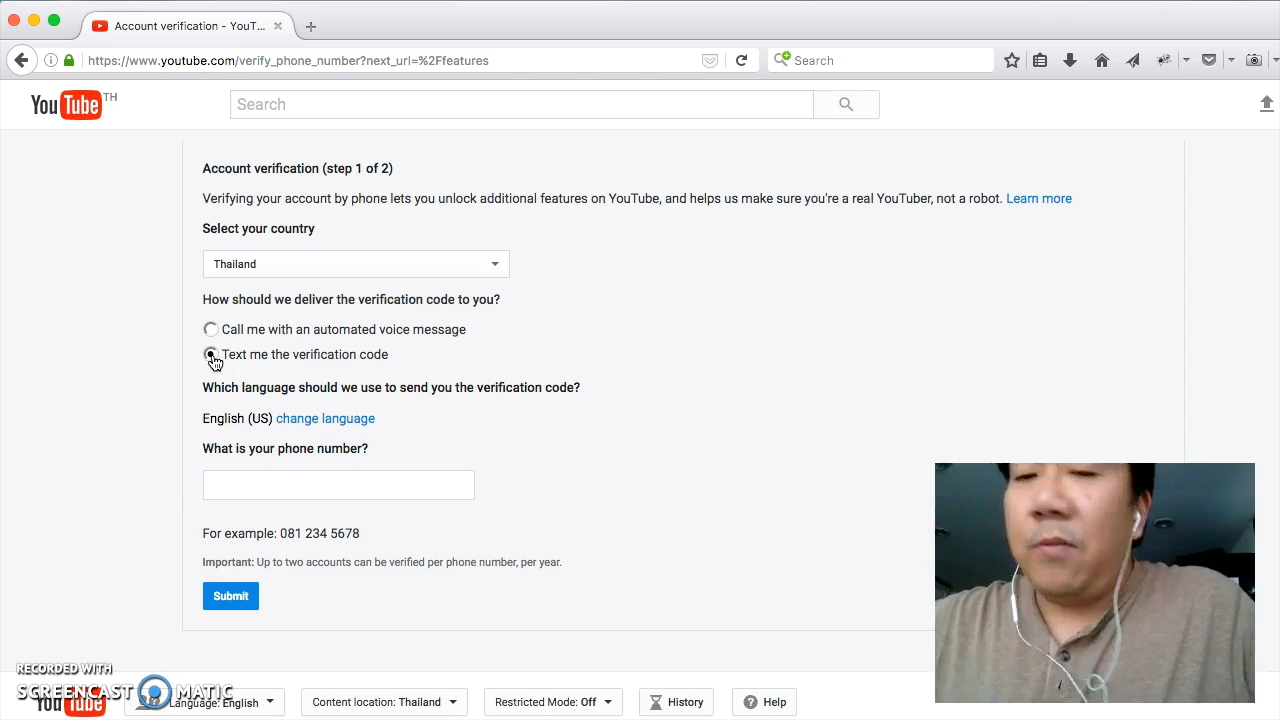 Account verification - YouT...
https://www.youtube.com/verify_phone_number?next_url=%2Ffeatures
Search
YouTube TH
Search
Account verification (step 1 of 2)
Verifying your account by phone lets you unlock additional features on YouTube, and helps us make sure you're a real YouTuber, not a robot. Learn more
Select your country
Thailand
How should we deliver the verification code to you?
Call me with an automated voice message
Text me the verification code
Which language should we use to send you the verification code?
English (US) change language
What is your phone number?
For example: 081 234 5678
Important: Up to two accounts can be verified per phone number, per year.
Submit
RECORDED WITH
SCREENCAST MATIC
YouTube Language: English Content location: Thailand Restricted Mode: Off History Help